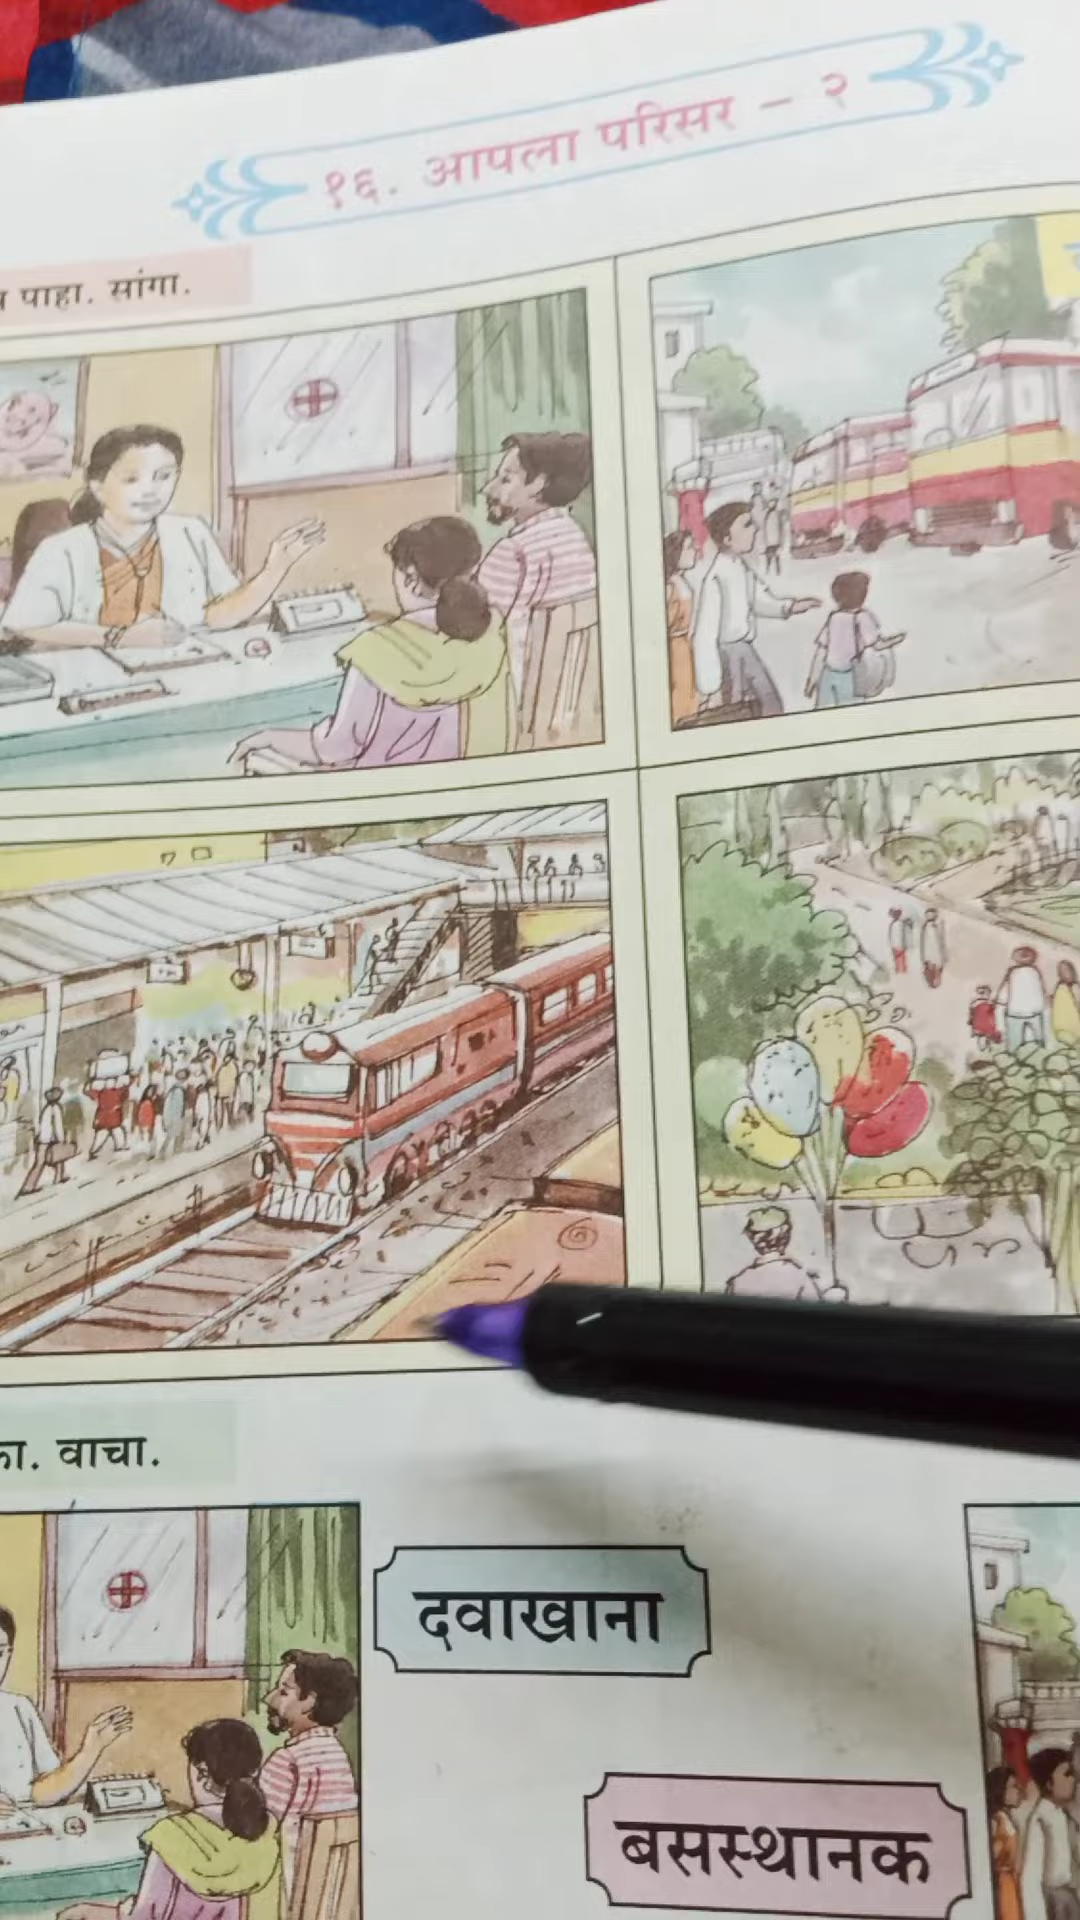 १६. आपला परिसर – २
पाहा. सांगा.
वाचा.
दवाखाना
बसस्थानक